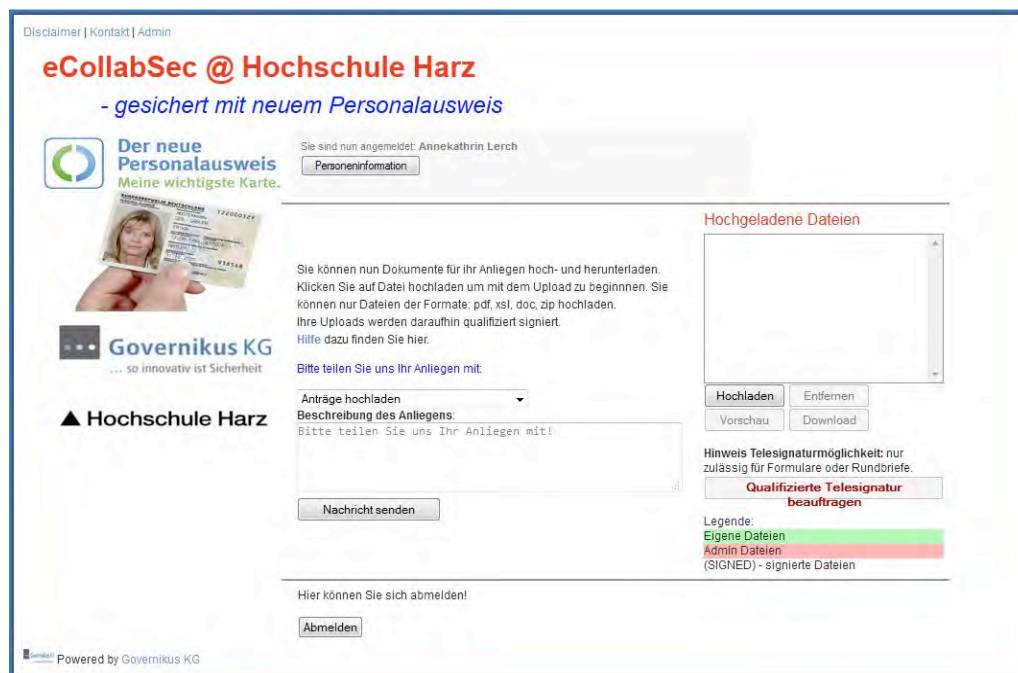 Disclaimer | Kontakt | Admin
eCollabSec @ Hochschule Harz
- gesichert mit neuem Personalausweis
Der neue
Personalausweis
Meine wichtigste Karte.
BUNDESREPUBLIK DEUTSCHLAND
Governikus KG
... so innovativ ist Sicherheit
Hochschule Harz
Sie sind nun angemeldet: Annekathrin Lerch
Personeninformation
Sie können nun Dokumente für ihr Anliegen hoch- und herunterladen.
Klicken Sie auf Datei hochladen um mit dem Upload zu beginnnen. Sie
können nur Dateien der Formate: pdf, xsl, doc, zip hochladen.
Ihre Uploads werden daraufhin qualifiziert signiert.
Hilfe dazu finden Sie hier.
Bitte teilen Sie uns Ihr Anliegen mit:
Anträge hochladen
Beschreibung des Anliegens:
Bitte teilen Sie uns Ihr Anliegen mit!
Nachricht senden
Hochgeladene Dateien
Hochladen Entfernen
Vorschau Download
Hinweis Telesignaturmöglichkeit: nur
zulässig für Formulare oder Rundbriefe.
Qualifizierte Telesignatur
beauftragen
Legende:
Eigene Dateien
Admin Dateien
(SIGNED) - signierte Dateien
Hier können Sie sich abmelden!
Abmelden
Powered by Governikus KG